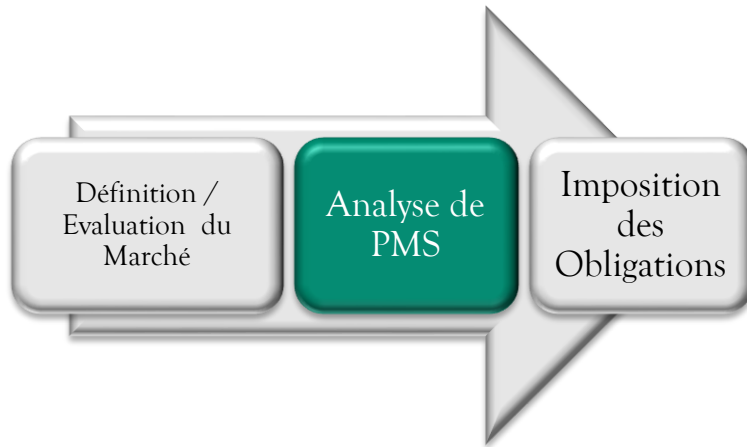 Définition /
Evaluation du
Marché
Analyse de
PMS
Imposition
des
Obligations